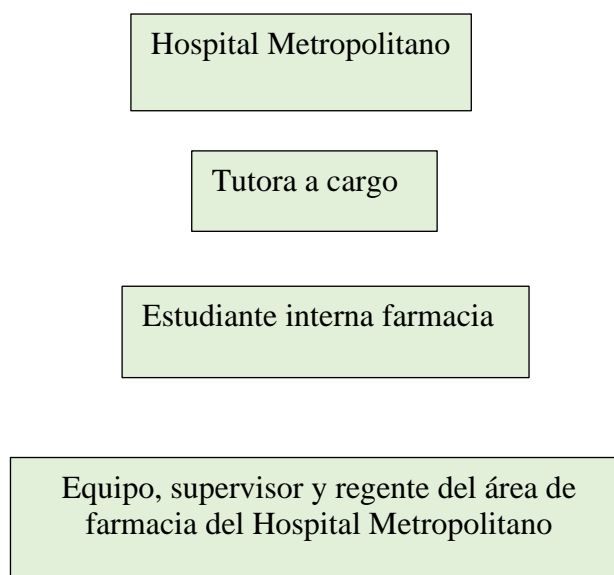 Hospital Metropolitano
Tutora a cargo
Estudiante interna farmacia
Equipo, supervisor y regente del área de
farmacia del Hospital Metropolitano